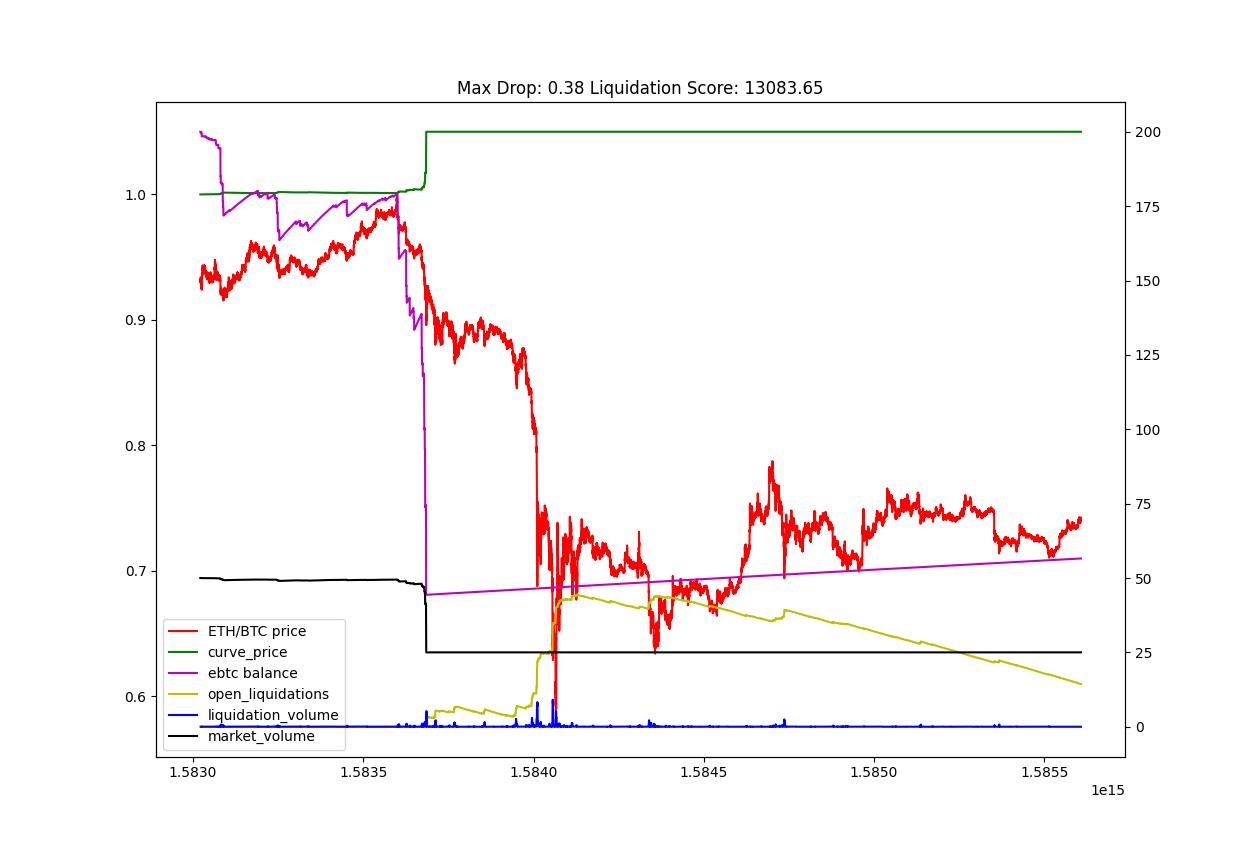 Max Drop: 0.38 Liquidation Score: 13083.65
1.0
0.9
0.8
0.7
0.6
200
175
150
125
100
75
50
25
0
ETH/BTC price
curve_price
ebtc balance
open_liquidations
liquidation_volume
market_volume
1.5830 1.5835 1.5840 1.5845 1.5850 1.5855
1e15